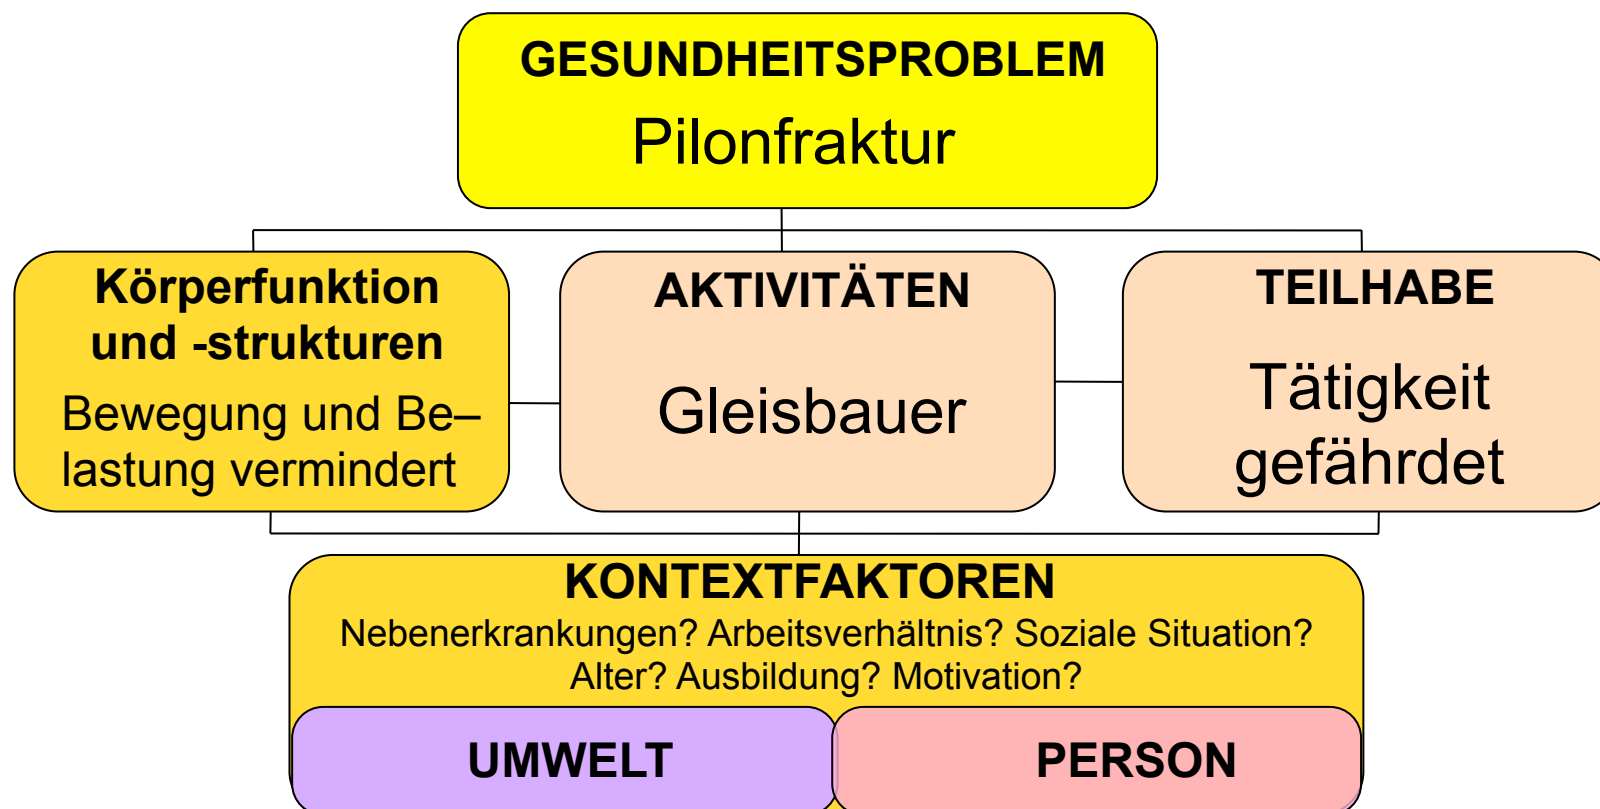 GESUNDHEITSPROBLEM
Pilonfraktur
Körperfunktion
und -strukturen
Bewegung und Be–
lastung vermindert
AKTIVITÄTEN
Gleisbauer
TEILHABE
Tätigkeit
gefährdet
KONTEXTFAKTOREN
Nebenerkrankungen? Arbeitsverhältnis? Soziale Situation?
Alter? Ausbildung? Motivation?
UMWELT
PERSON